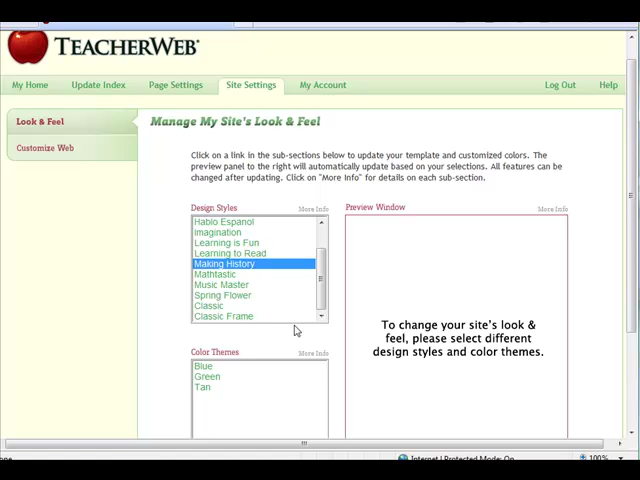 TEACHERWEB®
My Home Update Index Page Settings Site Settings My Account Log Out Help
Look & Feel
Customize Web
Manage My Site's Look & Feel
Click on a link in the sub-sections below to update your template and customized colors. The
preview panel to the right will automatically update based on your selections. All features can be
changed after updating. Click on "More Info" for details on each sub-section.
Design Styles More Info
Hablo Espanol
Imagination
Learning is Fun
Learning to Read
Making History
Mathtastic
Music Master
Spring Flower
Classic
Classic Frame
Color Themes More Info
Blue
Green
Tan
Preview Window More Info
To change your site's look &
feel, please select different
design styles and color themes.
Internet | Protected Mode: On
100%